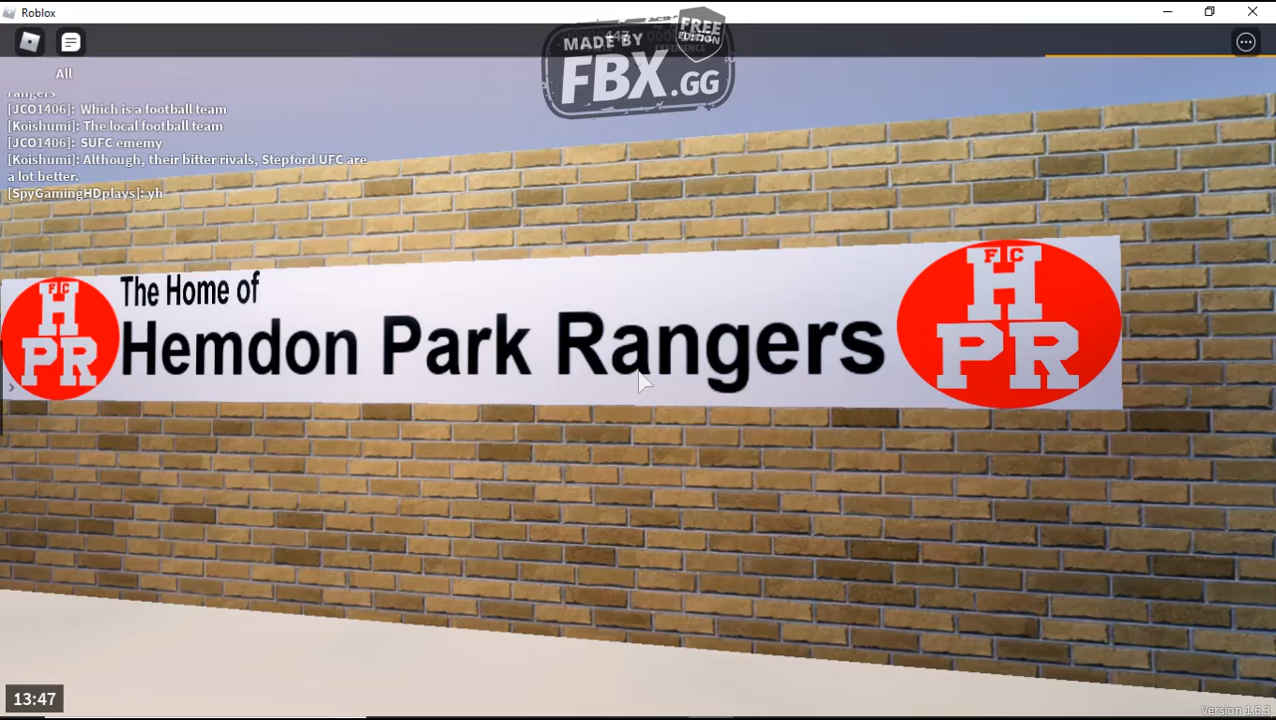 Roblox
MADE BY
FREE
EDITION
FBX.GG
All
rangers
[JCO1406]: Which is a football team
[Koishumi]: The local football team
[JCO1406]: SUFC ememy
[Koishumi]: Although, their bitter rivals, Stepford UFC are
a lot better.
[SpyGamingHDplays]: yh
The Home of
Hemdon Park Rangers
FC
H
PR
FC
H
PR
13:47
Version 1.6.3